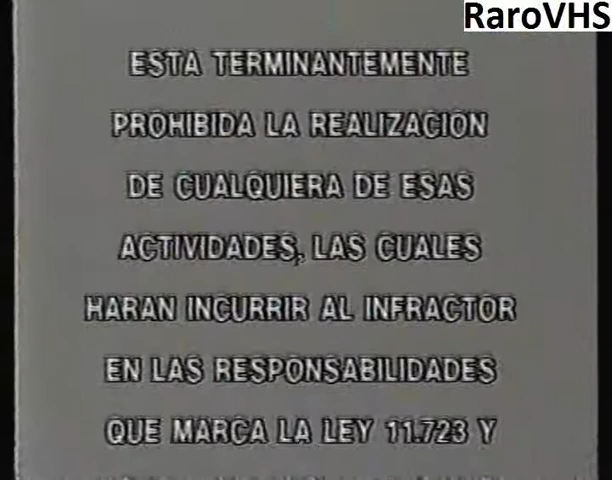 RaroVHS
ESTA TERMINANTEMENTE
PROHIBIDA LA REALIZACION
DE CUALQUIERA DE ESAS
ACTIVIDADES, LAS CUALES
HARAN INCURRIR AL INFRACTOR
EN LAS RESPONSABILIDADES
QUE MARCA LA LEY 11.723 Y